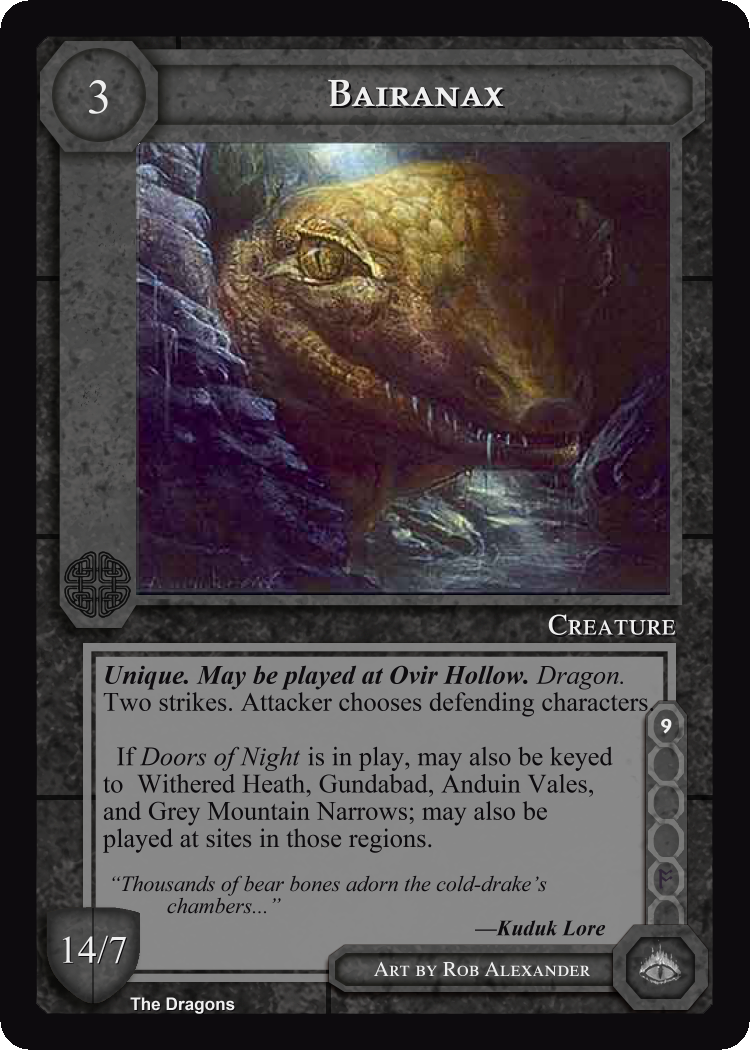 3
BAIRANAX
CREATURE
Unique. May be played at Ovir Hollow. Dragon.
Two strikes. Attacker chooses defending characters.
9
If Doors of Night is in play, may also be keyed
to Withered Heath, Gundabad, Anduin Vales,
and Grey Mountain Narrows; may also be
played at sites in those regions.
“Thousands of bear bones adorn the cold-drake’s
chambers...”
—Kuduk Lore
14/7
ART BY ROB ALEXANDER
The Dragons